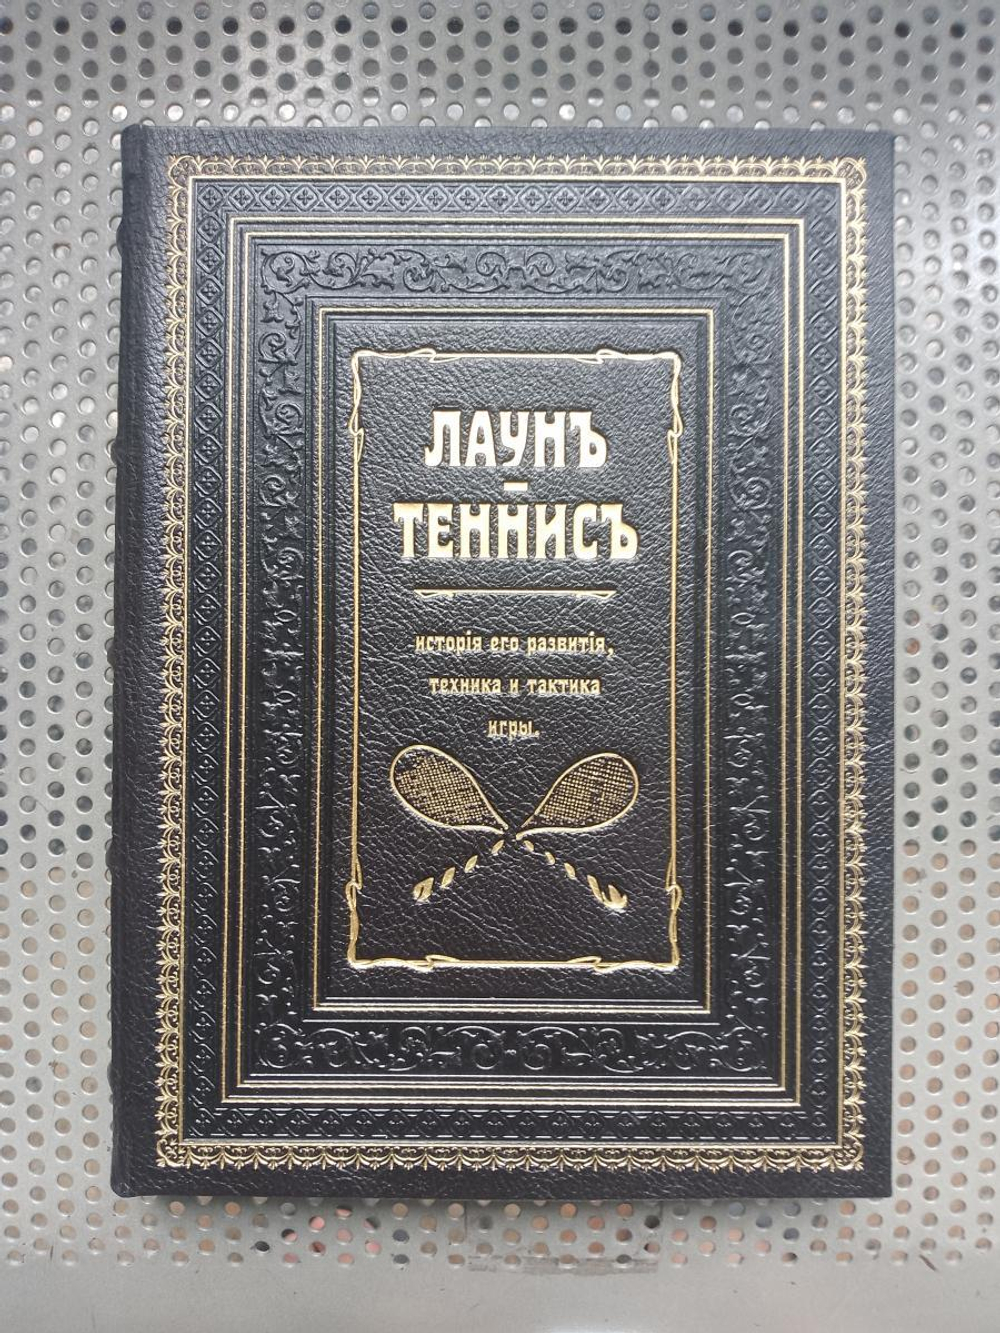 ЛАУНЪ
-
ТЕННИСЪ
исторія его развитія,
техника и тактика
игры.